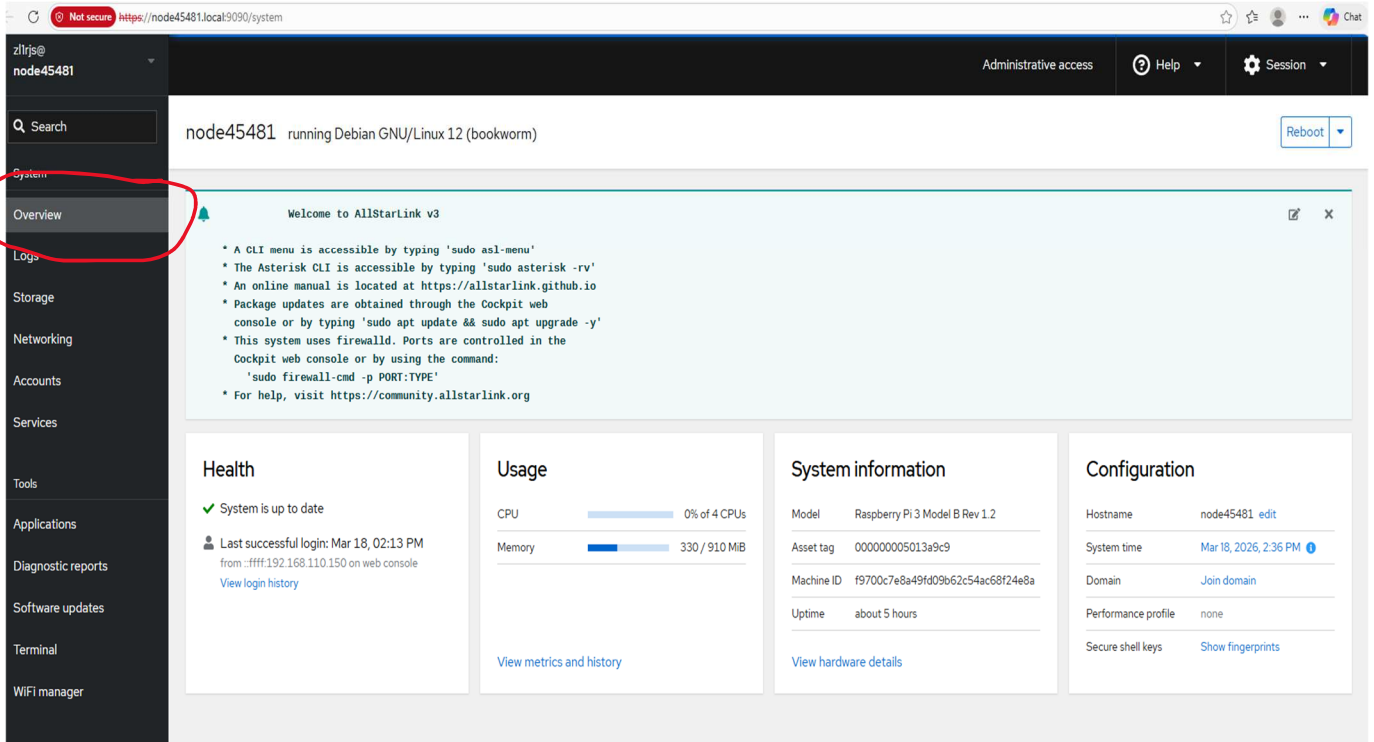 Not secure https://node45481.local:9090/system
Chat
zl1rjs@
node45481
Administrative access
Help
Session
Search
node45481 running Debian GNU/Linux 12 (bookworm)
Reboot
System
Overview
Logs
Storage
Networking
Accounts
Services
Tools
Applications
Diagnostic reports
Software updates
Terminal
WiFi manager
Welcome to AllStarLink v3
* A CLI menu is accessible by typing 'sudo asl-menu'
* The Asterisk CLI is accessible by typing 'sudo asterisk -rv'
* An online manual is located at https://allstarlink.github.io
* Package updates are obtained through the Cockpit web
console or by typing 'sudo apt update && sudo apt upgrade -y'
* This system uses firewalld. Ports are controlled in the
Cockpit web console or by using the command:
'sudo firewall-cmd -p PORT:TYPE'
* For help, visit https://community.allstarlink.org
Health
System is up to date
Last successful login: Mar 18, 02:13 PM
from ::ffff:192.168.110.150 on web console
View login history
Usage
CPU 0% of 4 CPUs
Memory 330 / 910 MiB
View metrics and history
System information
Model Raspberry Pi 3 Model B Rev 1.2
Asset tag 000000005013a9c9
Machine ID f9700c7e8a49fd09b62c54ac68f24e8a
Uptime about 5 hours
View hardware details
Configuration
Hostname node45481 edit
System time Mar 18, 2026, 2:36 PM
Domain Join domain
Performance profile none
Secure shell keys Show fingerprints